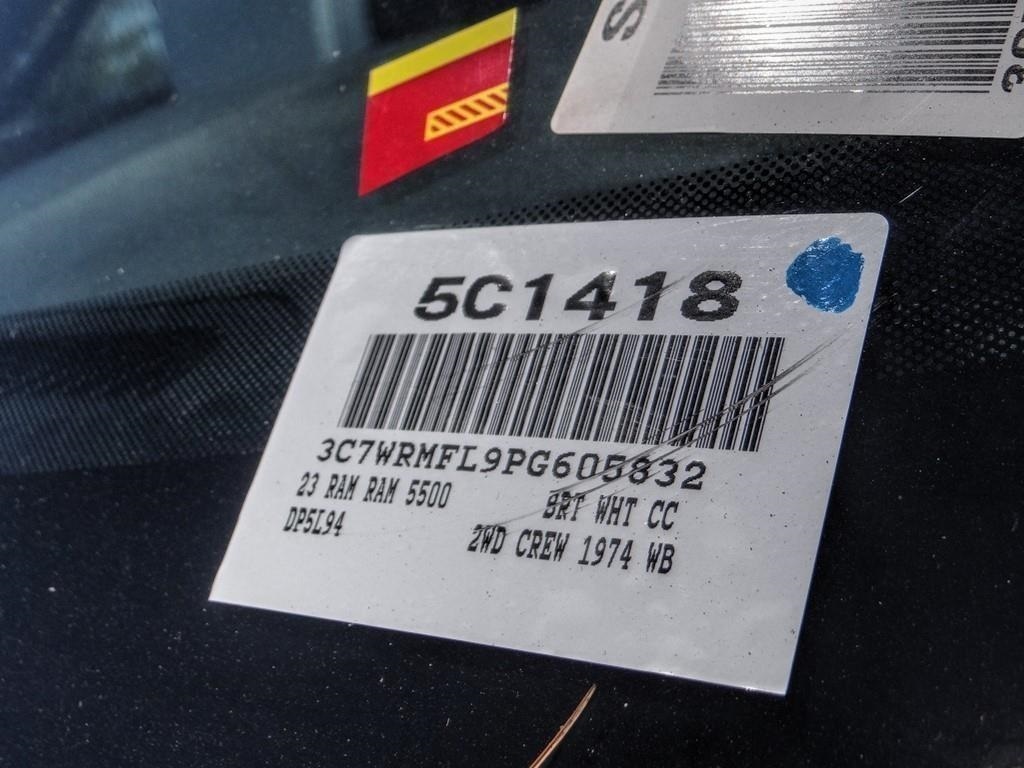 5C1418
3C7WRMFL9PG605832
23 RAM RAM 5500 BRT WHT CC
DP5L94 2WD CREW 1974 WB